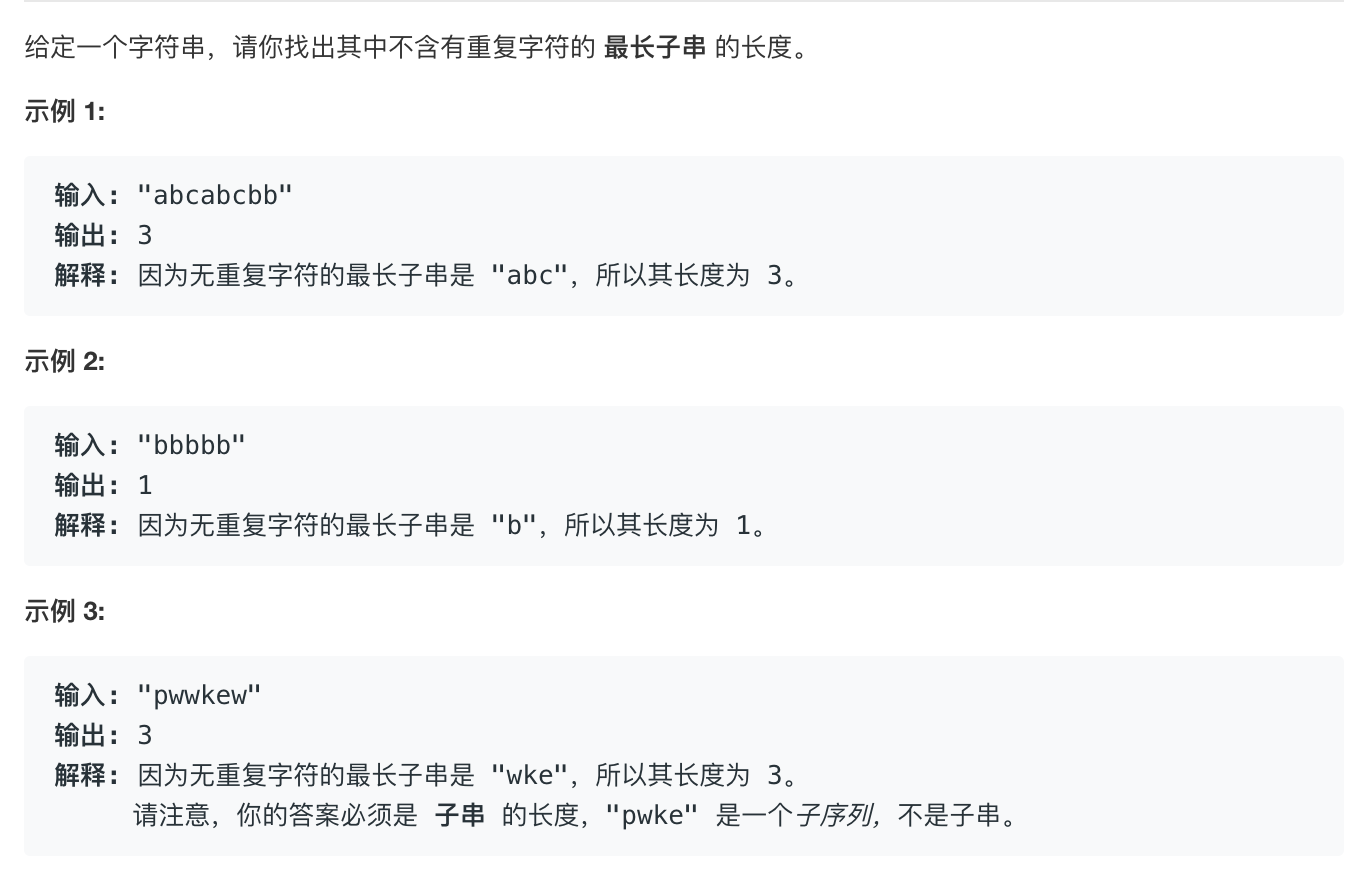 给定一个字符串，请你找出其中不含有重复字符的 最长子串 的长度。
示例 1:
输入: "abcabcbb"
输出: 3
解释: 因为无重复字符的最长子串是 "abc"，所以其长度为 3。
示例 2:
输入: "bbbbb"
输出: 1
解释: 因为无重复字符的最长子串是 "b"，所以其长度为 1。
示例 3:
输入: "pwwkew"
输出: 3
解释: 因为无重复字符的最长子串是 "wke"，所以其长度为 3。
请注意，你的答案必须是 子串 的长度，"pwke" 是一个子序列，不是子串。